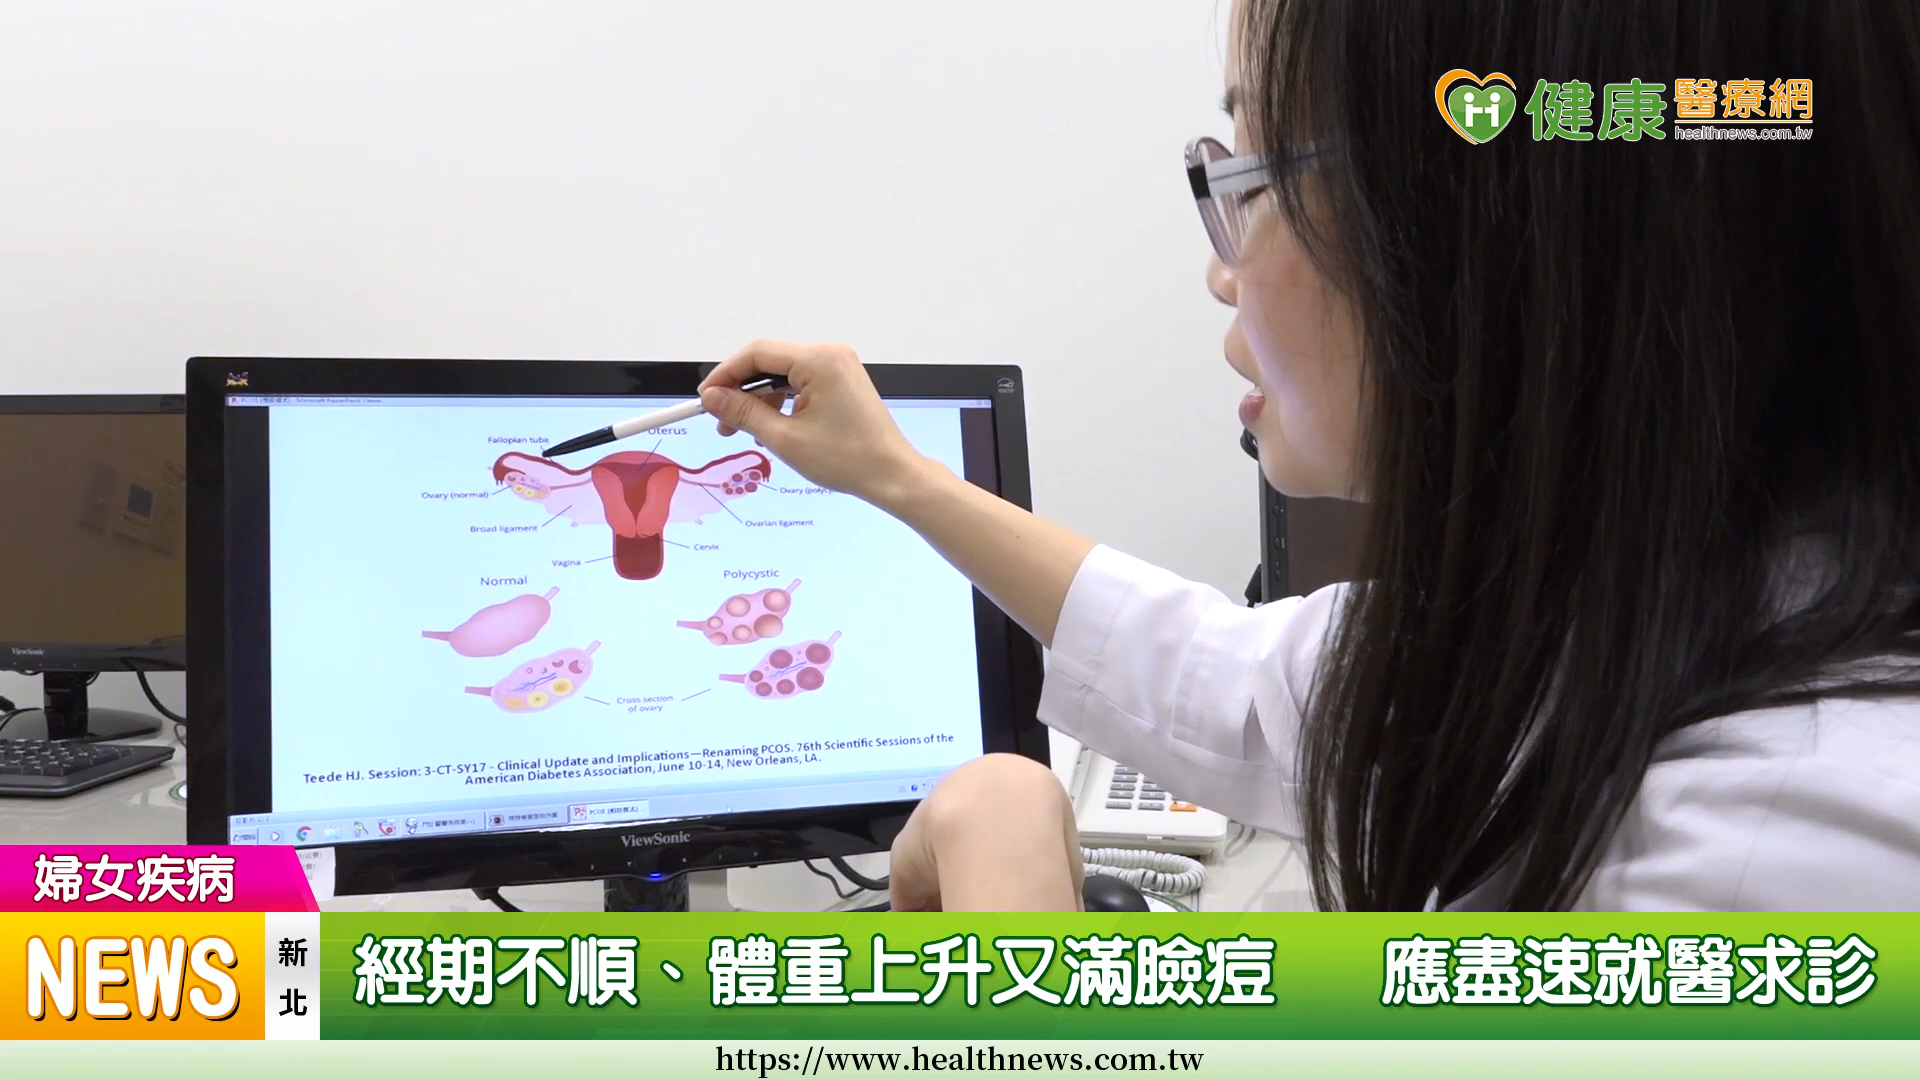 健康醫療網
healthnews.com.tw
Uterus
Fallopian tube
Ovary (normal)
Broad ligament
Ovarian ligament
Cervix
Vagina
Normal
Polycystic
Cross section
of ovary
Teede HJ. Session: 3-CT-SY17 - Clinical Update and Implications—Renaming PCOS. 76th Scientific Sessions of the
American Diabetes Association, June 10-14, New Orleans, LA.
ViewSonic
ViewSonic
婦女疾病
NEWS
新北
經期不順、體重上升又滿臉痘 應盡速就醫求診
https://www.healthnews.com.tw